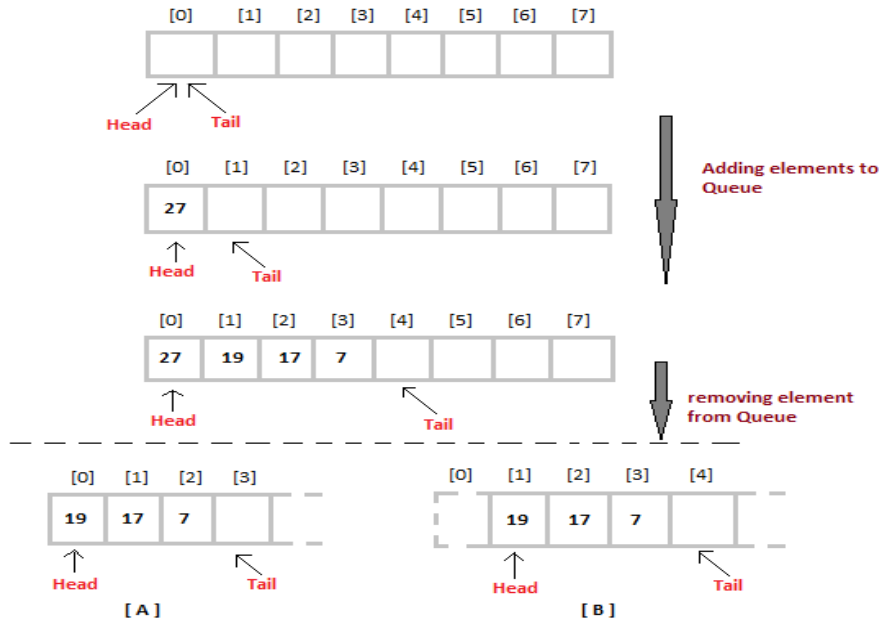 [0] [1] [2] [3] [4] [5] [6] [7]
Head Tail
Adding elements to
Queue
[0] [1] [2] [3] [4] [5] [6] [7]
27
Head Tail
[0] [1] [2] [3] [4] [5] [6] [7]
27 19 17 7
Head Tail
removing element
from Queue
[0] [1] [2] [3]
19 17 7
Head Tail
[ A ]
[0] [1] [2] [3] [4]
19 17 7
Head Tail
[ B ]